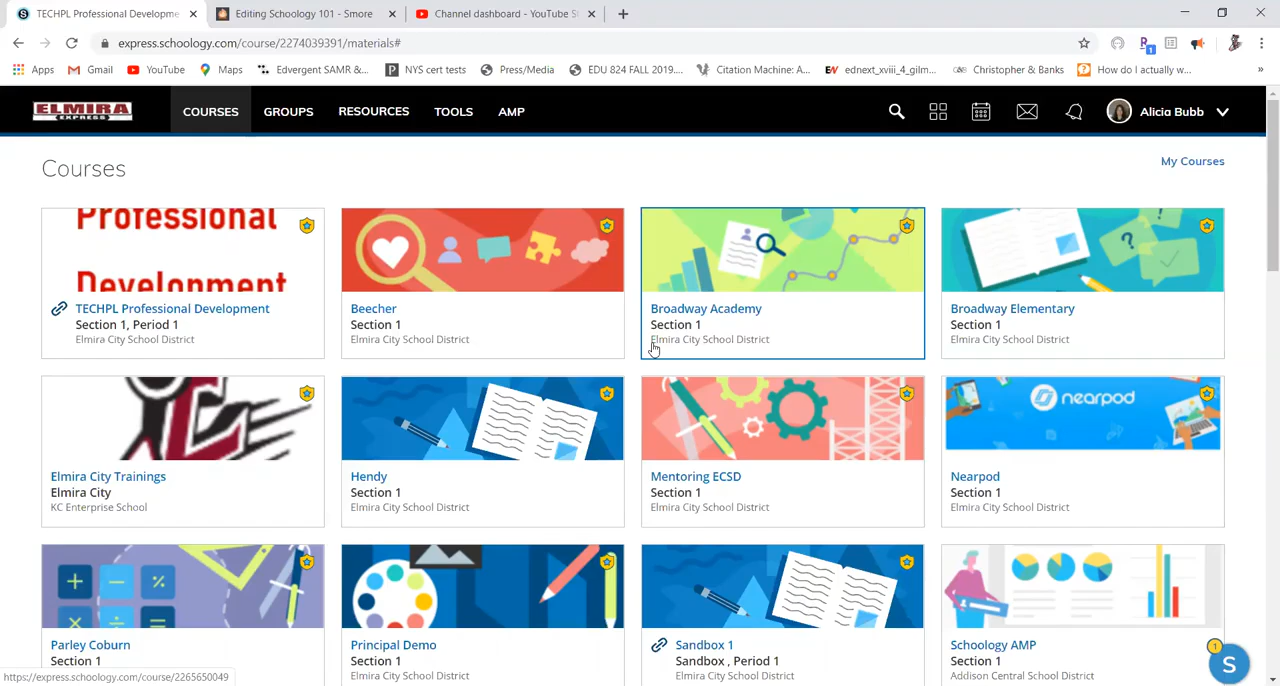 TECHPL Professional Developme
Editing Schoology 101 - Smore
Channel dashboard - YouTube St
express.schoology.com/course/2274039391/materials#
Apps
Gmail
YouTube
Maps
Edvergent SAMR &...
NYS cert tests
Press/Media
EDU 824 FALL 2019....
Citation Machine: A...
ednext_xviii_4_gilm...
Christopher & Banks
How do I actually w...
»
ELMIRA
EXPRESS
COURSES
GROUPS
RESOURCES
TOOLS
AMP
Alicia Bubb
Courses
My Courses
Professional
Development
TECHPL Professional Development
Section 1, Period 1
Elmira City School District
Beecher
Section 1
Elmira City School District
Broadway Academy
Section 1
Elmira City School District
Broadway Elementary
Section 1
Elmira City School District
Elmira City Trainings
Elmira City
KC Enterprise School
Hendy
Section 1
Elmira City School District
Mentoring ECSD
Section 1
Elmira City School District
nearpod
Nearpod
Section 1
Elmira City School District
Parley Coburn
Section 1
Principal Demo
Section 1
Elmira City School District
Sandbox 1
Sandbox , Period 1
Elmira City School District
Schoology AMP
Section 1
Addison Central School District
1
S
https://express.schoology.com/course/2265650049